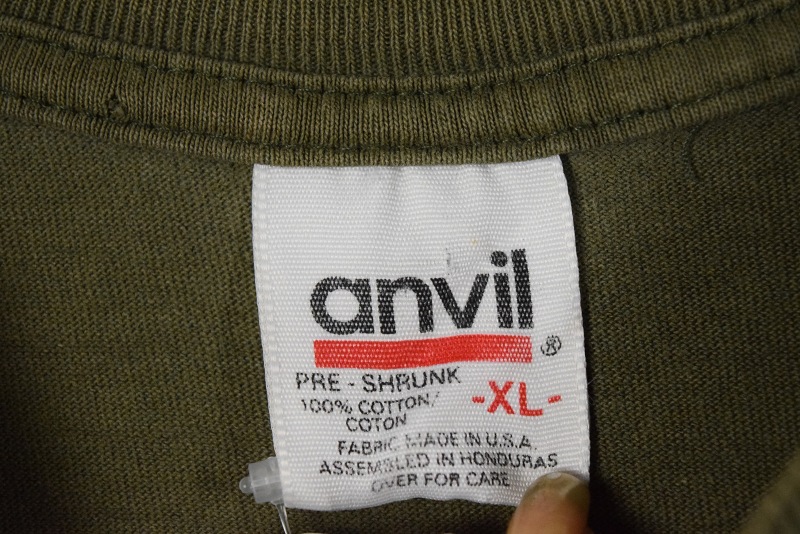 anvil®
PRE - SHRUNK
100% COTTON/
COTON
-XL-
FABRIC MADE IN U.S.A.
ASSEMBLED IN HONDURAS
OVER FOR CARE